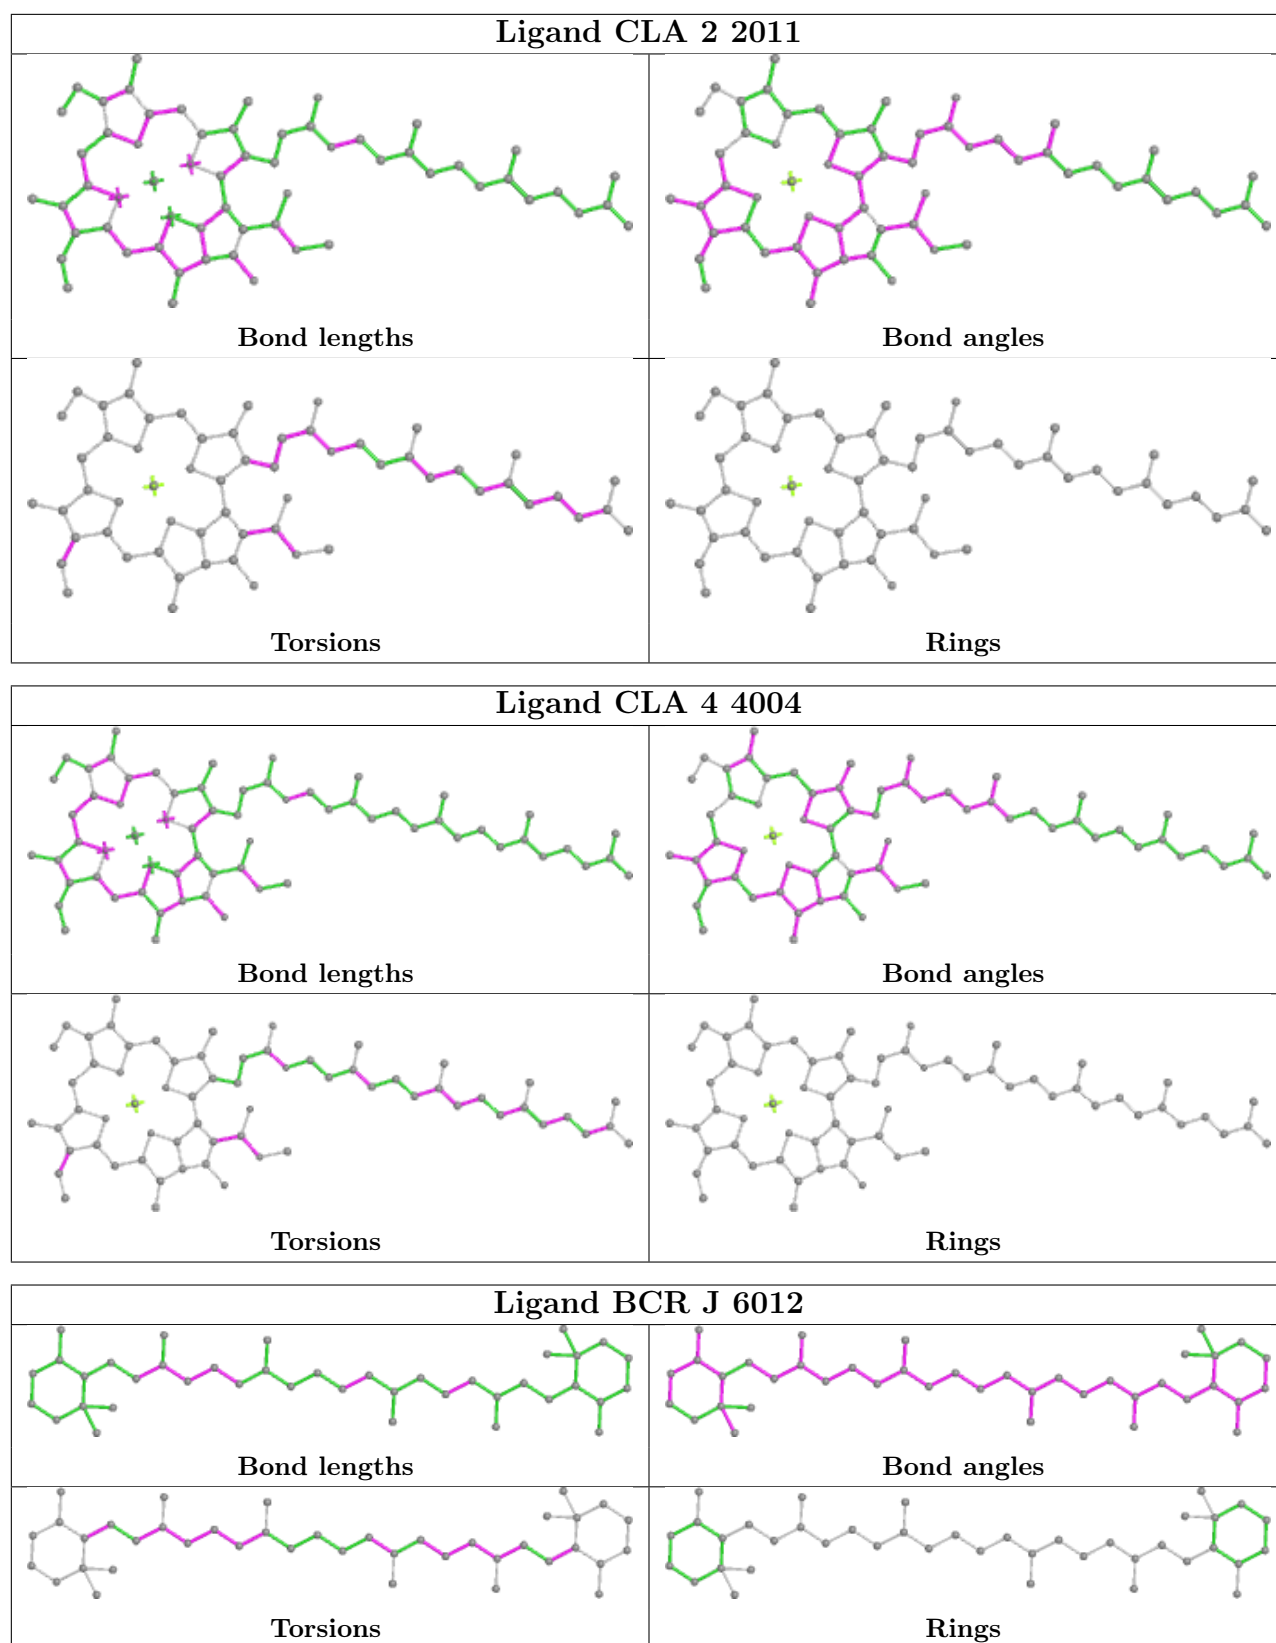 Ligand CLA 2 2011
Bond lengths
Bond angles
Torsions
Rings
Ligand CLA 4 4004
Bond lengths
Bond angles
Torsions
Rings
Ligand BCR J 6012
Bond lengths
Bond angles
Torsions
Rings